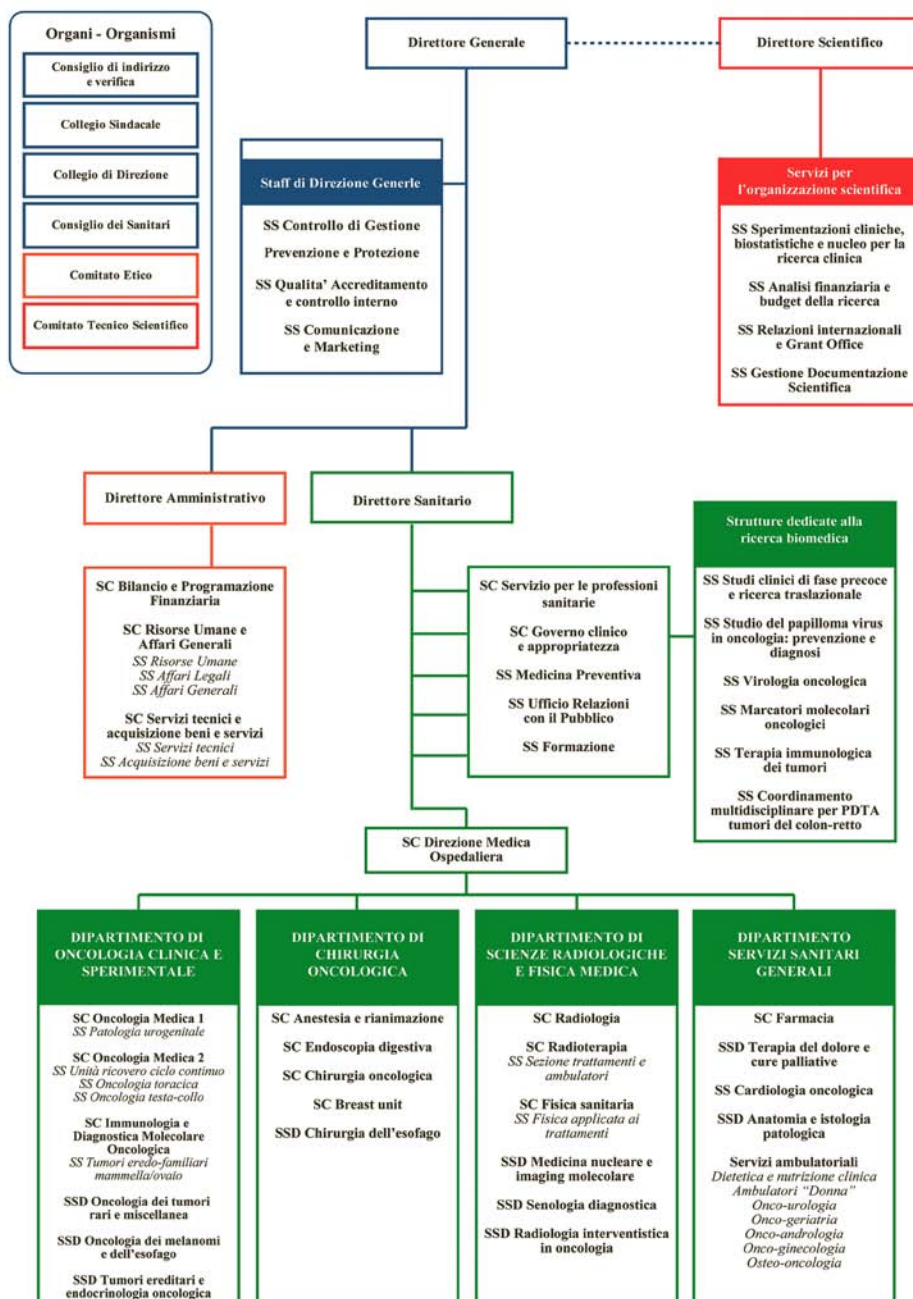 Organi - Organismi
Consiglio di indirizzo
e verifica
Collegio Sindacale
Collegio di Direzione
Consiglio dei Sanitari
Comitato Etico
Comitato Tecnico Scientifico
Direttore Generale
Direttore Scientifico
Staff di Direzione Generle
SS Controllo di Gestione
Prevenzione e Protezione
SS Qualita' Accreditamento
e controllo interno
SS Comunicazione
e Marketing
Servizi per
l'organizzazione scientifica
SS Sperimentazioni cliniche,
biostatistiche e nucleo per la
ricerca clinica
SS Analisi finanziaria e
budget della ricerca
SS Relazioni internazionali
e Grant Office
SS Gestione Documentazione
Scientifica
Direttore Amministrativo
SC Bilancio e Programazione
Finanziaria
SC Risorse Umane e
Affari Generali
SS Risorse Umane
SS Affari Legali
SS Affari Generali
SC Servizi tecnici e
acquisizione beni e servizi
SS Servizi tecnici
SS Acquisizione beni e servizi
Direttore Sanitario
SC Servizio per le professioni
sanitarie
SC Governo clinico
e appropriatezza
SS Medicina Preventiva
SS Ufficio Relazioni
con il Pubblico
SS Formazione
Strutture dedicate alla
ricerca biomedica
SS Studi clinici di fase precoce
e ricerca traslazionale
SS Studio del papilloma virus
in oncologia: prevenzione e
diagnosi
SS Virologia oncologica
SS Marcatori molecolari
oncologici
SS Terapia immunologica
dei tumori
SS Coordinamento
multidisciplinare per PDTA
tumori del colon-retto
SC Direzione Medica
Ospedaliera
DIPARTIMENTO DI
ONCOLOGIA CLINICA E
SPERIMENTALE
SC Oncologia Medica 1
SS Patologia urogenitale
SC Oncologia Medica 2
SS Unità ricovero ciclo continuo
SS Oncologia toracica
SS Oncologia testa-collo
SC Immunologia e
Diagnostica Molecolare
Oncologica
SS Tumori eredo-familiari
mammella/ovaio
SSD Oncologia dei tumori
rari e miscellanea
SSD Oncologia dei melanomi
e dell'esofago
SSD Tumori ereditari e
endocrinologia oncologica
DIPARTIMENTO DI
CHIRURGIA
ONCOLOGICA
SC Anestesia e rianimazione
SC Endoscopia digestiva
SC Chirurgia oncologica
SC Breast unit
SSD Chirurgia dell'esofago
DIPARTIMENTO DI
SCIENZE RADIOLOGICHE
E FISICA MEDICA
SC Radiologia
SC Radioterapia
SS Sezione trattamenti e
ambulatori
SC Fisica sanitaria
SS Fisica applicata ai
trattamenti
SSD Medicina nucleare e
imaging molecolare
SSD Senologia diagnostica
SSD Radiologia interventistica
in oncologia
DIPARTIMENTO
SERVIZI SANITARI
GENERALI
SC Farmacia
SSD Terapia del dolore e
cure palliative
SS Cardiologia oncologica
SSD Anatomia e istologia
patologica
Servizi ambulatoriali
Dietetica e nutrizione clinica
Ambulatori "Donna"
Onco-urologia
Onco-geriatria
Onco-andrologia
Onco-ginecologia
Osteo-oncologia